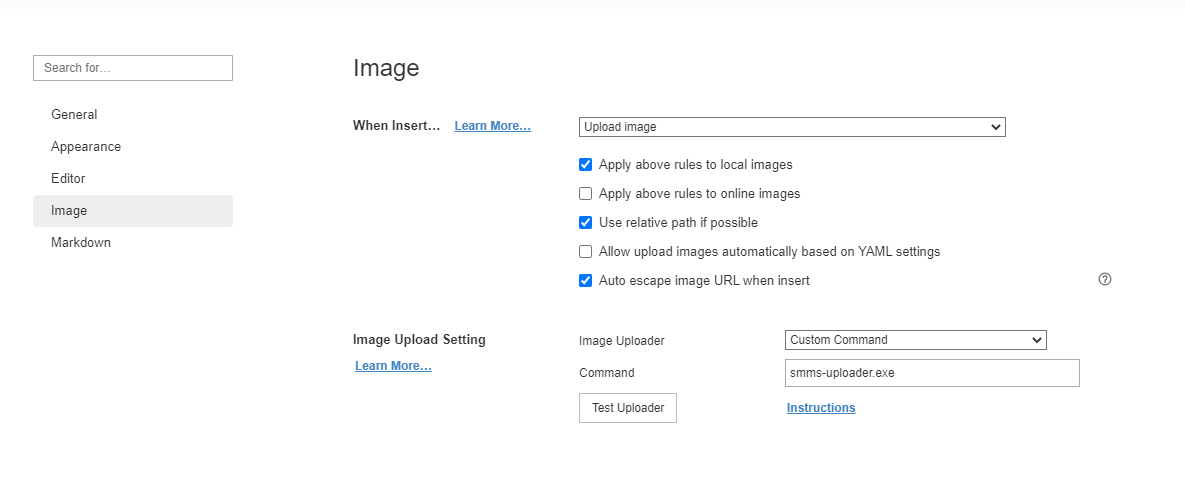 Search for…
General
Appearance
Editor
Image
Markdown
Image
When Insert… Learn More… Upload image
Apply above rules to local images
Apply above rules to online images
Use relative path if possible
Allow upload images automatically based on YAML settings
Auto escape image URL when insert ?
Image Upload Setting Image Uploader Custom Command
Learn More… Command smms-uploader.exe
Test Uploader Instructions